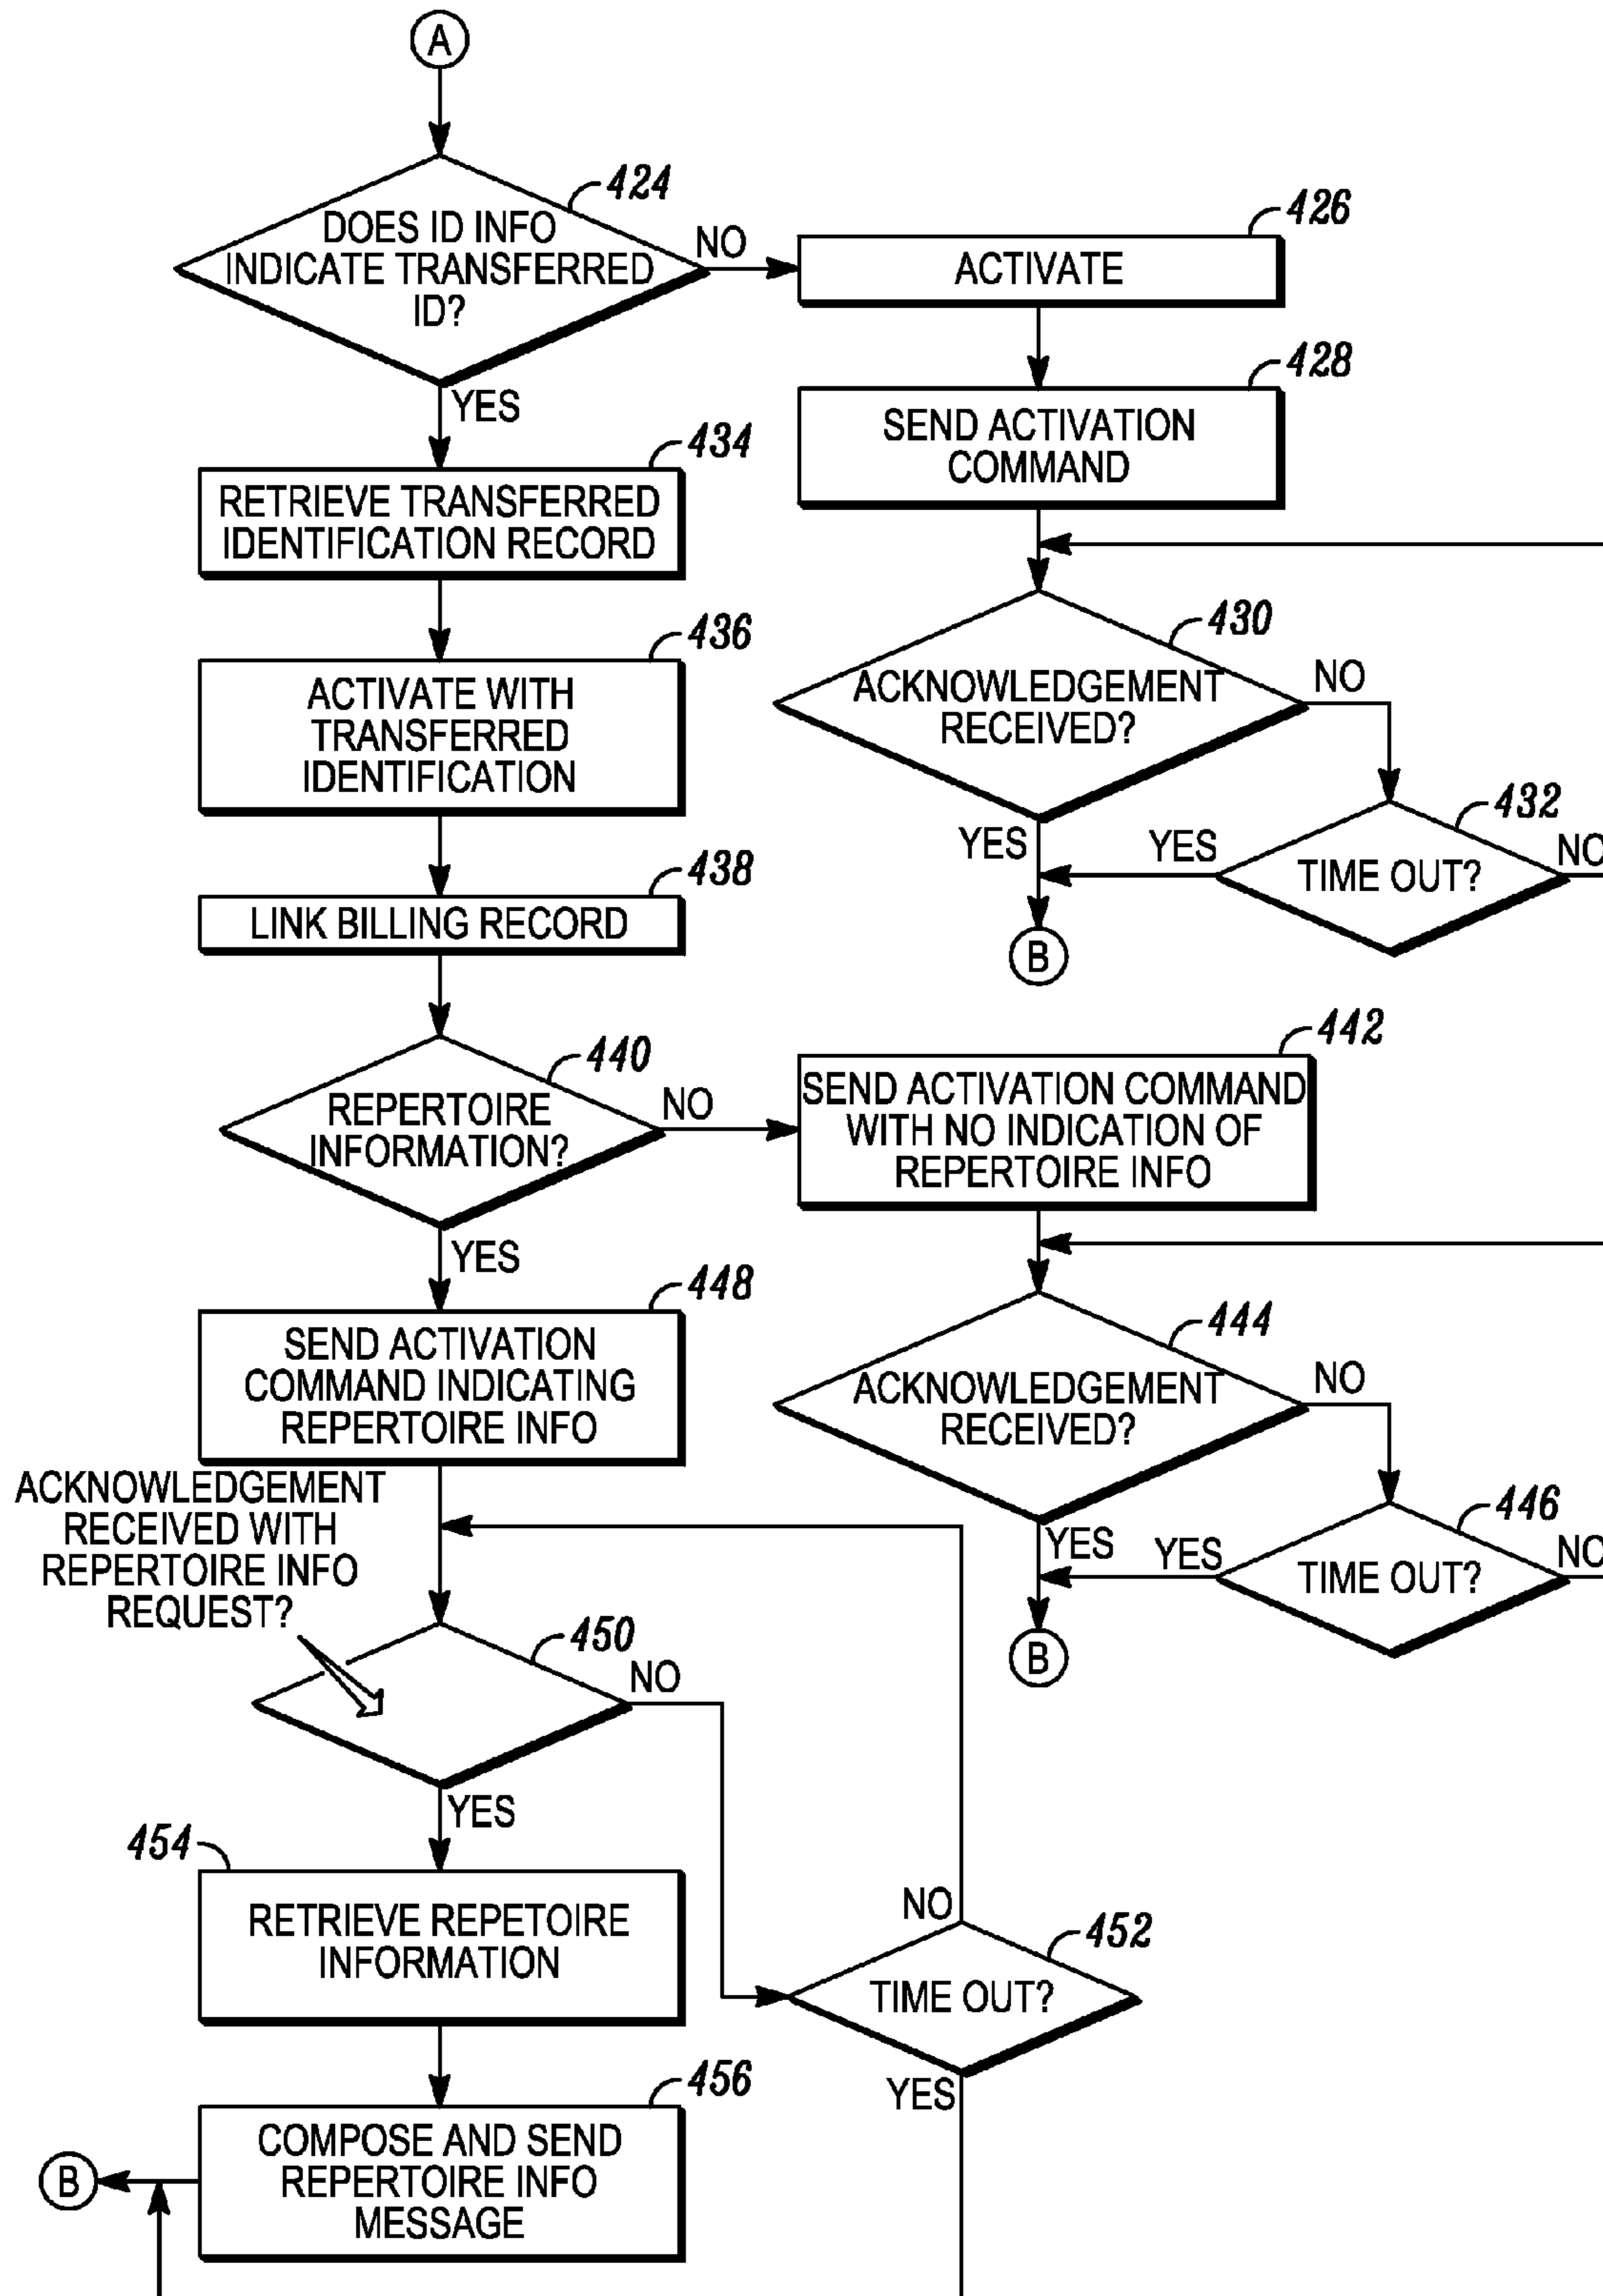 A
424
DOES ID INFO
INDICATE TRANSFERRED
ID?
NO
YES
426
ACTIVATE
428
SEND ACTIVATION
COMMAND
434
RETRIEVE TRANSFERRED
IDENTIFICATION RECORD
430
ACKNOWLEDGEMENT
RECEIVED?
NO
YES
436
ACTIVATE WITH
TRANSFERRED
IDENTIFICATION
432
TIME OUT?
YES
NO
B
438
LINK BILLING RECORD
440
REPERTOIRE
INFORMATION?
NO
YES
442
SEND ACTIVATION COMMAND
WITH NO INDICATION OF
REPERTOIRE INFO
444
ACKNOWLEDGEMENT
RECEIVED?
NO
YES
446
TIME OUT?
YES
NO
B
448
SEND ACTIVATION
COMMAND INDICATING
REPERTOIRE INFO
ACKNOWLEDGEMENT
RECEIVED WITH
REPERTOIRE INFO
REQUEST?
450
NO
YES
452
TIME OUT?
NO
YES
454
RETRIEVE REPETOIRE
INFORMATION
456
COMPOSE AND SEND
REPERTOIRE INFO
MESSAGE
B